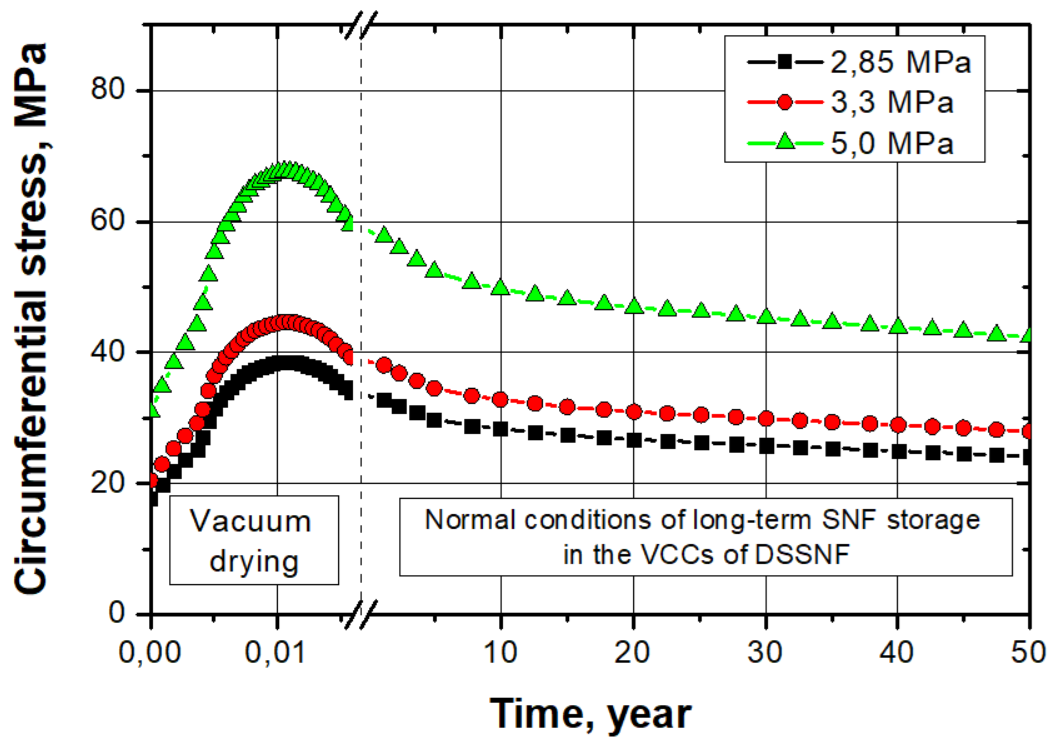 Circumferential stress, MPa
80
60
40
20
0
2,85 MPa
3,3 MPa
5,0 MPa
Vacuum
drying
Normal conditions of long-term SNF storage
in the VCCs of DSSNF
0,00
0,01
10
20
30
40
50
Time, year